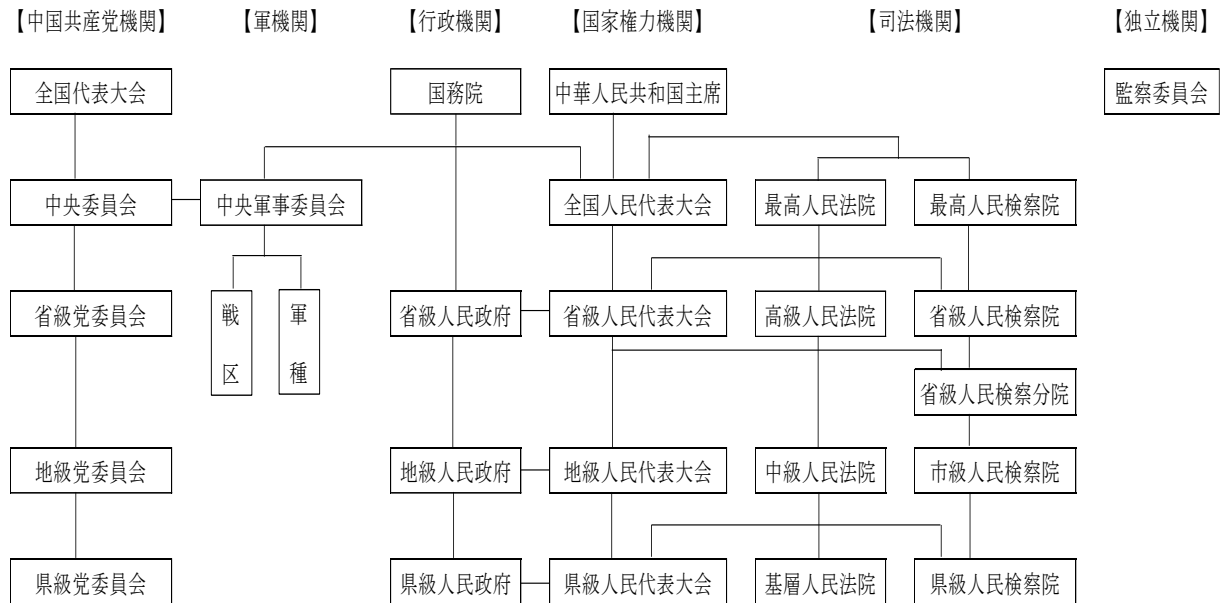 【中国共産党機関】 【軍機関】 【行政機関】 【国家権力機関】 【司法機関】 【独立機関】
全国代表大会 国務院 中華人民共和国主席 監察委員会
中央委員会 中央軍事委員会 全国人民代表大会 最高人民法院 最高人民検察院
省級党委員会 戦区 軍種 省級人民政府 省級人民代表大会 高級人民法院 省級人民検察院
省級人民検察分院
地級党委員会 地級人民政府 地級人民代表大会 中級人民法院 市級人民検察院
県級党委員会 県級人民政府 県級人民代表大会 基層人民法院 県級人民検察院